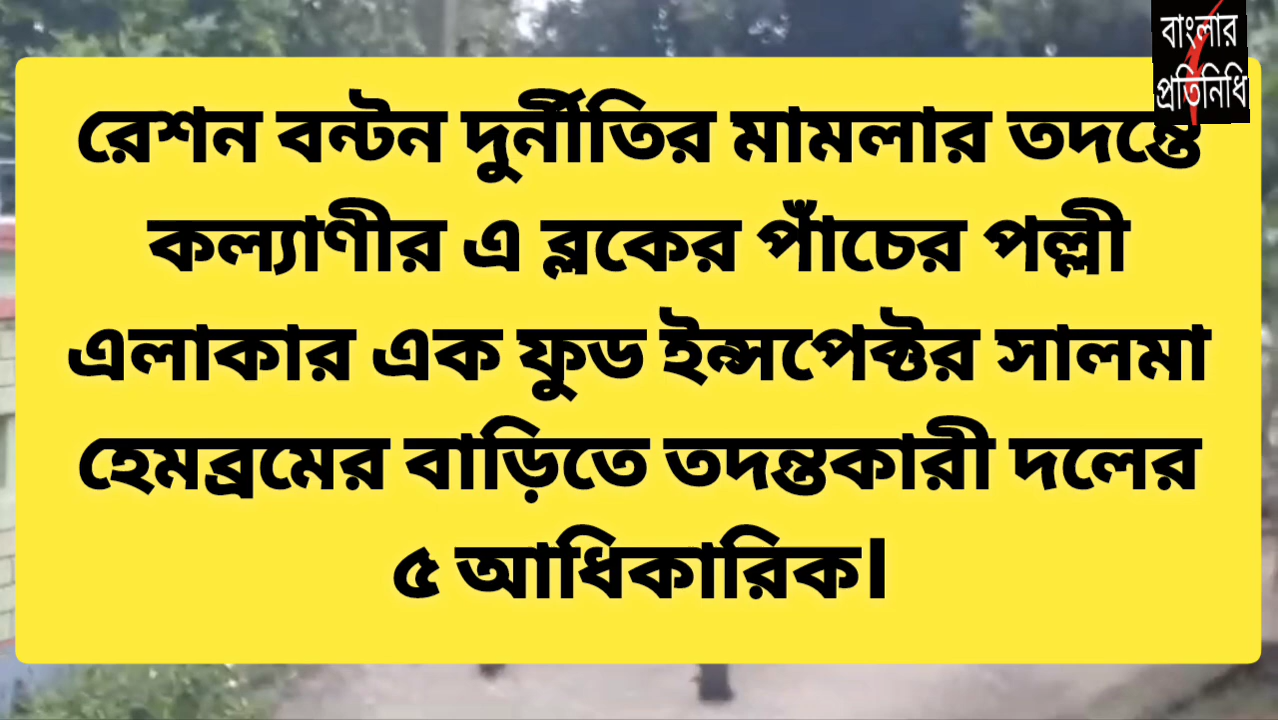 বাংলার
প্রতিনিধি
রেশন বন্টন দুর্নীতির মামলার তদন্তে
কল্যাণীর এ ব্লকের পাঁচের পল্লী
এলাকার এক ফুড ইন্সপেক্টর সালমা
হেমব্রমের বাড়িতে তদন্তকারী দলের
৫ আধিকারিক।